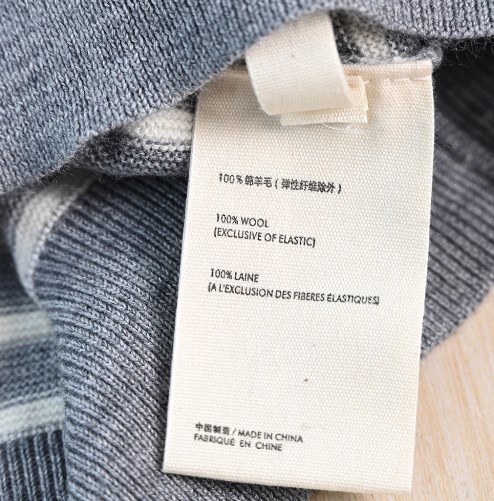 100%绵羊毛(弹性纤维除外)
100% WOOL
(EXCLUSIVE OF ELASTIC)
100% LAINE
(A L'EXCLUSION DES FIBERES ÉLASTIQUES)
中国制造 / MADE IN CHINA
FABRIQUÉ EN CHINE